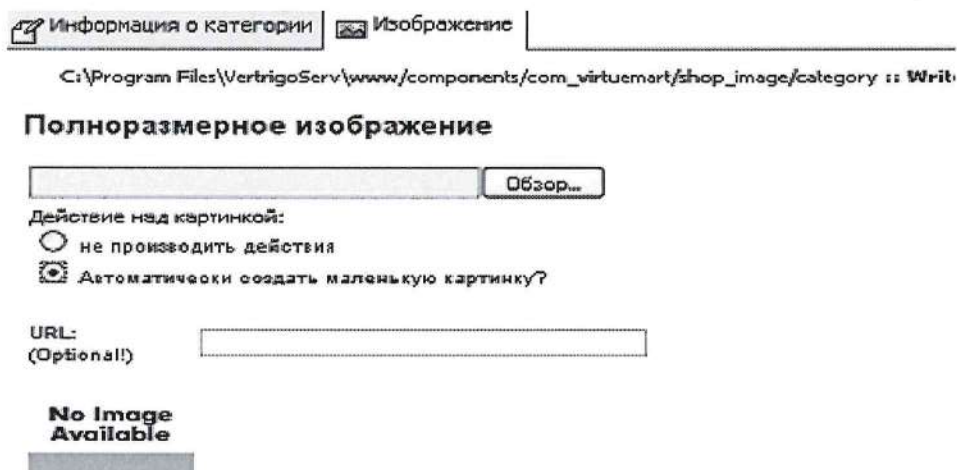 Информация о категории
Изображение
C:\Program Files\VertrigoServ\www/components/com_virtuemart/shop_image/category :: Writ
Полноразмерное изображение
Обзор...
Действие над картинкой:
не производить действия
Автоматически создать маленькую картинку?
URL:
(Optional!)
No Image
Available